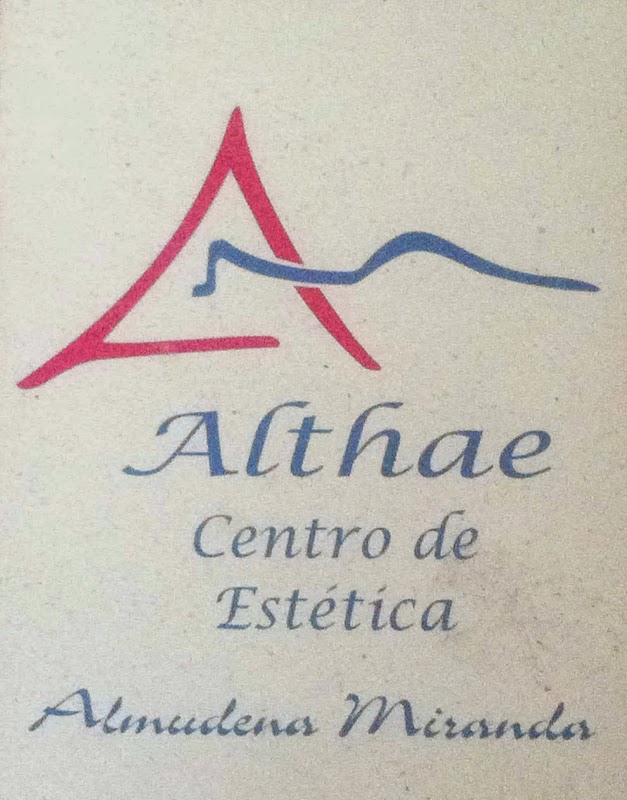 Althae
Centro de
Estética
Almudena Miranda